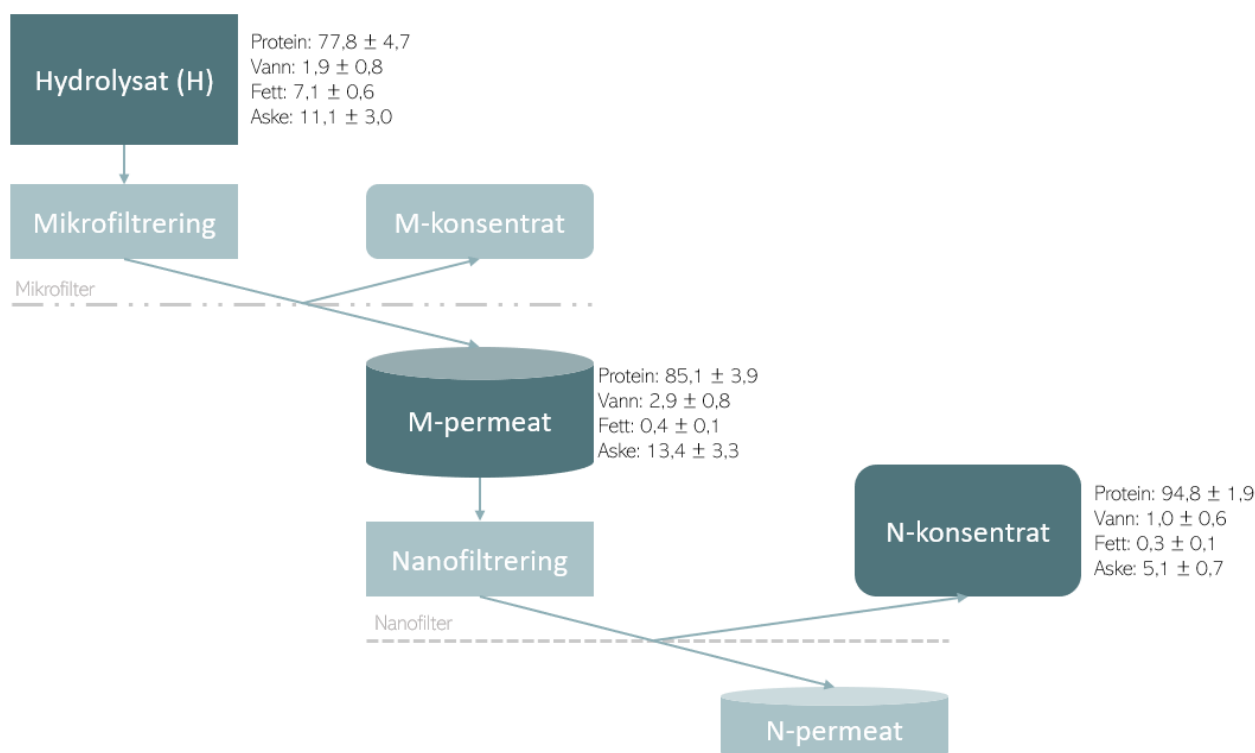 Hydrolysat (H)
Protein: 77,8 ± 4,7
Vann: 1,9 ± 0,8
Fett: 7,1 ± 0,6
Aske: 11,1 ± 3,0
Mikrofiltrering
M-konsentrat
Mikrofilter
M-permeat
Protein: 85,1 ± 3,9
Vann: 2,9 ± 0,8
Fett: 0,4 ± 0,1
Aske: 13,4 ± 3,3
Nanofiltrering
N-konsentrat
Protein: 94,8 ± 1,9
Vann: 1,0 ± 0,6
Fett: 0,3 ± 0,1
Aske: 5,1 ± 0,7
Nanofilter
N-permeat